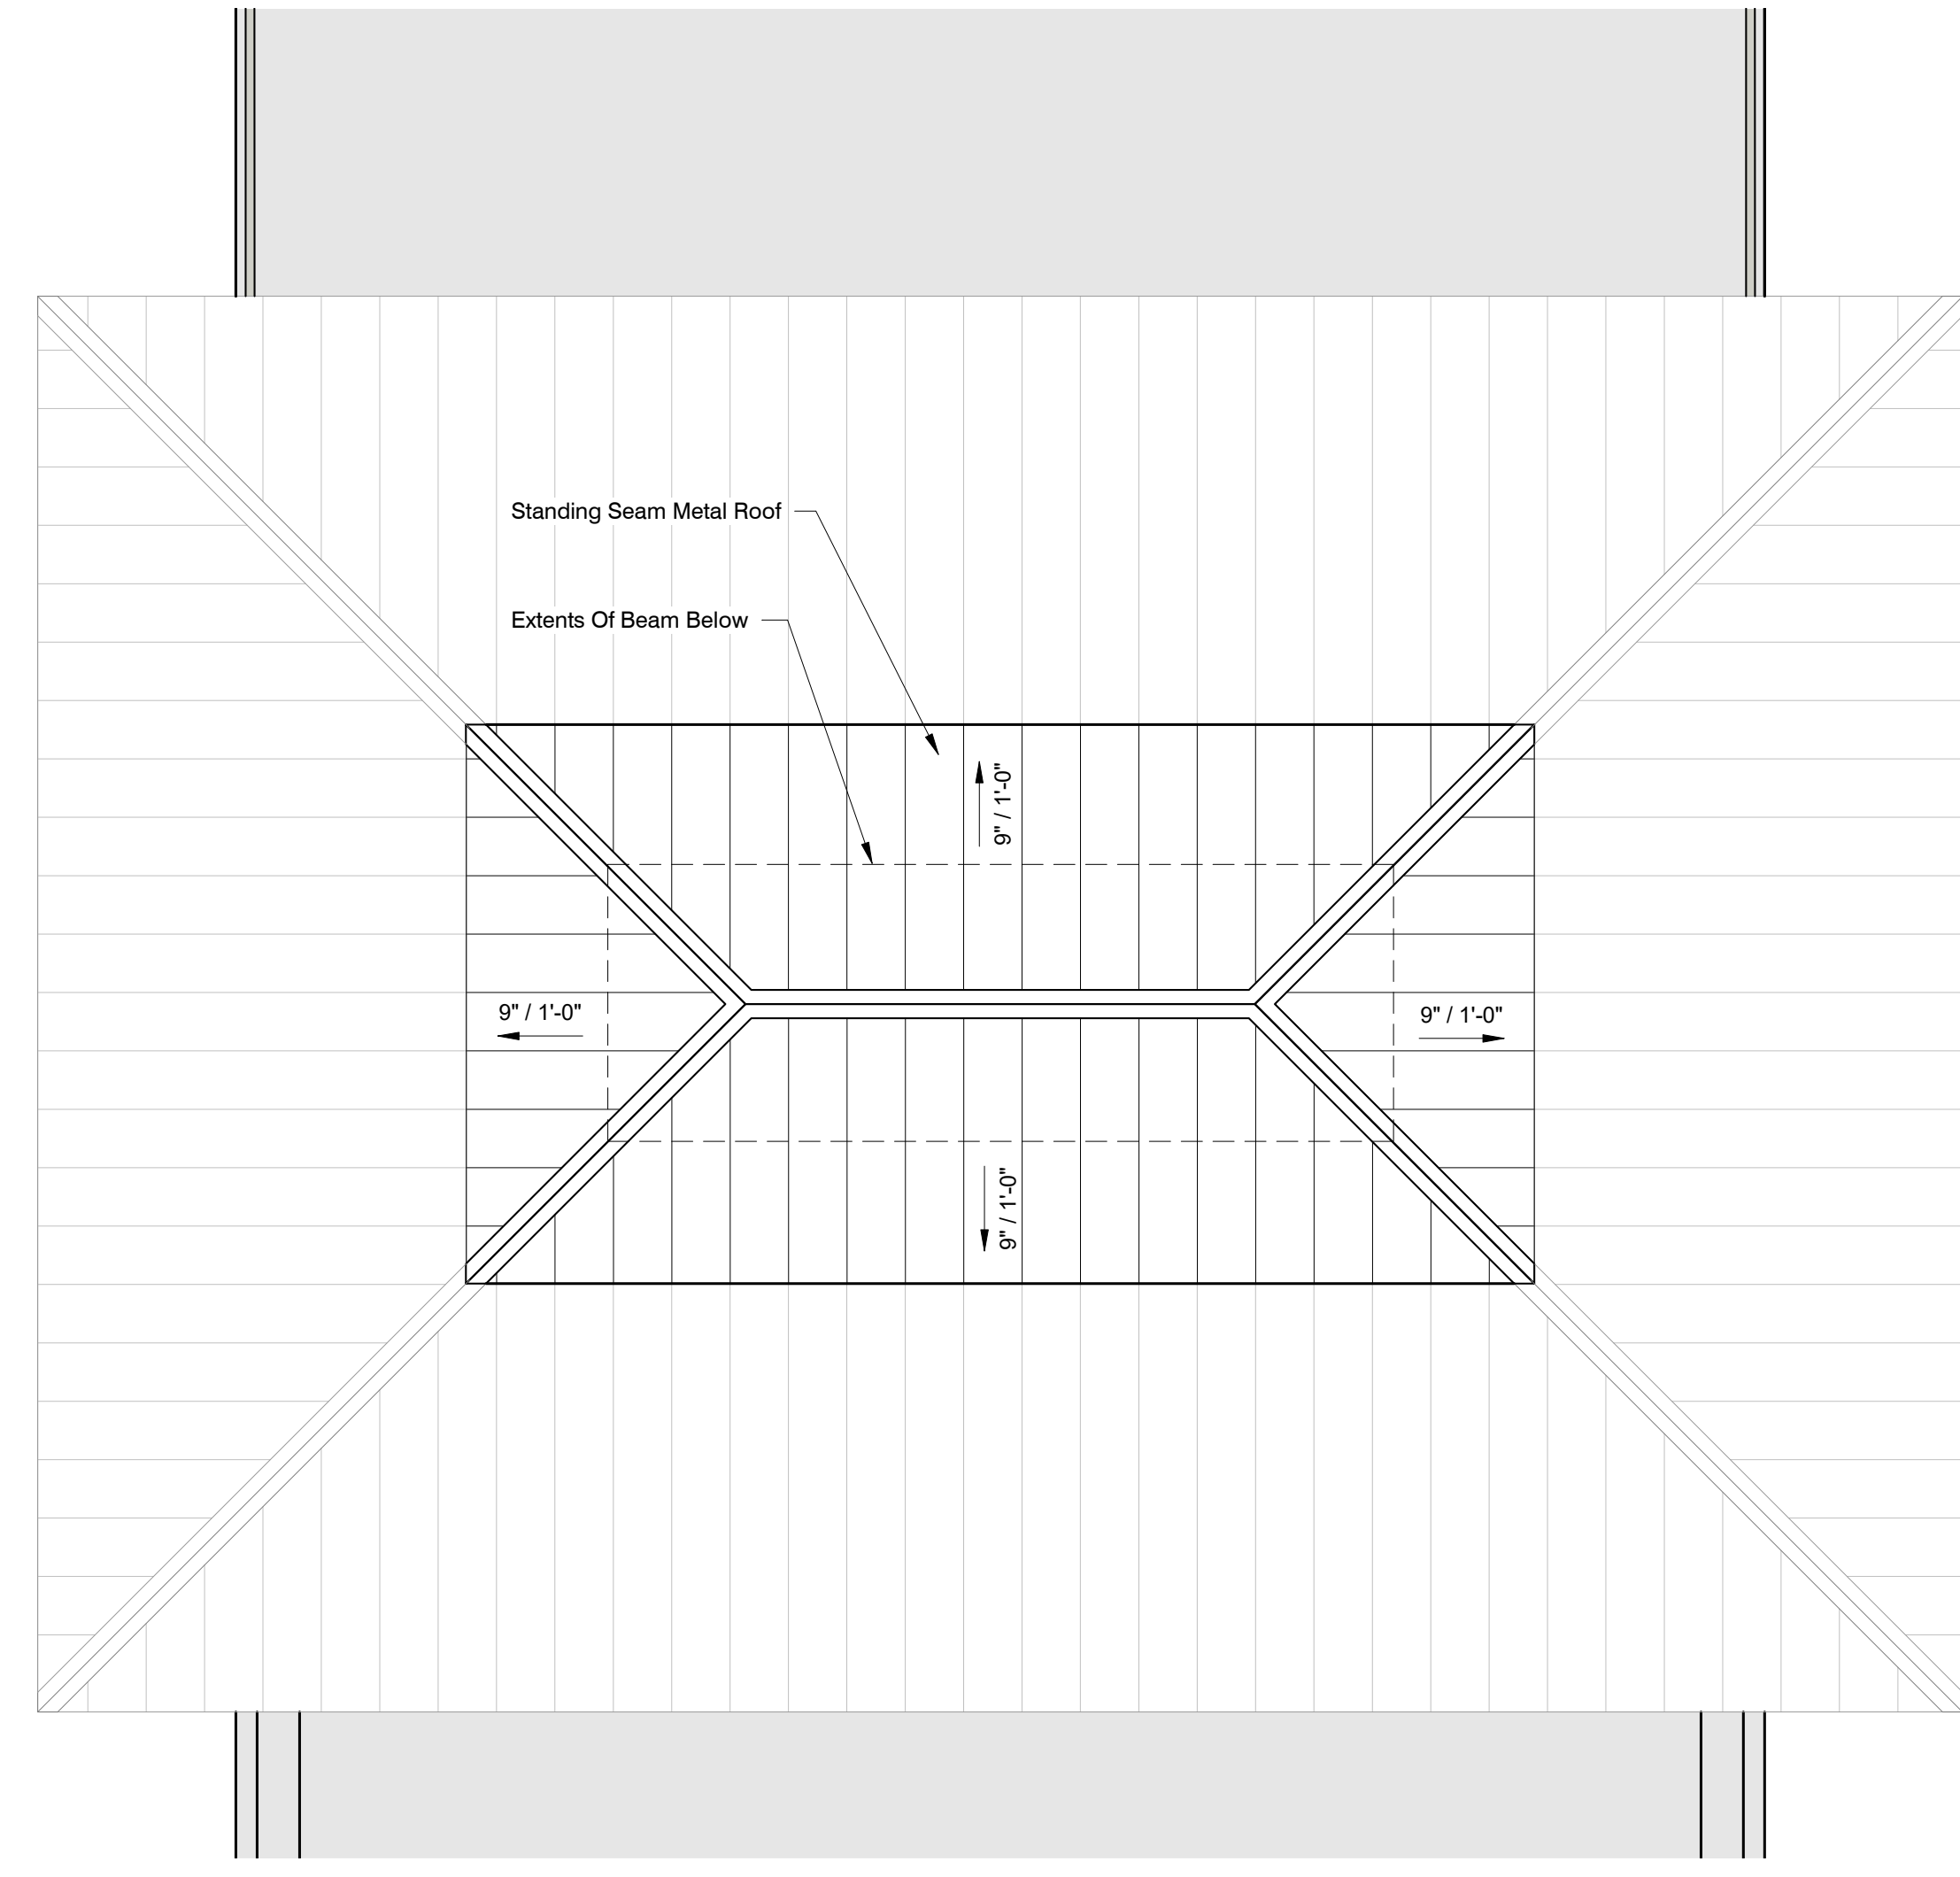 Standing Seam Metal Roof
Extents Of Beam Below
9" / 1'-0"
9" / 1'-0"
9" / 1'-0"
9" / 1'-0"